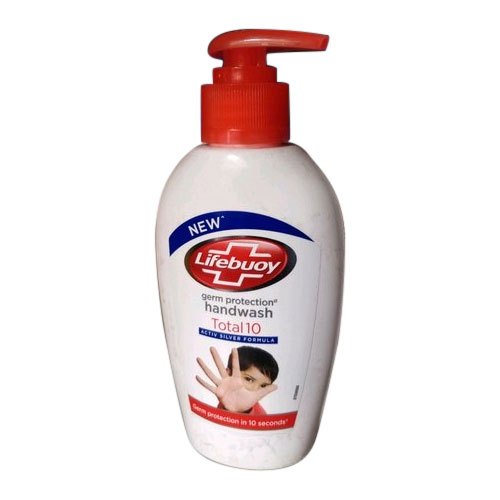 NEW^
Lifebuoy
germ protection#
handwash
Total 10
ACTIV SILVER FORMULA
Germ protection in 10 seconds*